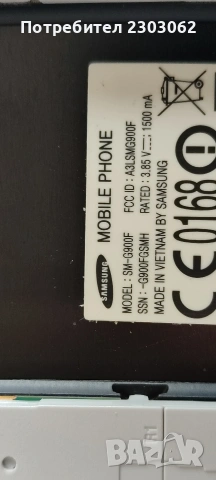 Потребител 2303062
SAMSUNG
MOBILE PHONE
MODEL: SM-G900F FCC ID : A3LSMG900F
SSN : -G900FGSMH RATED : 3.85 V 1500 mA
MADE IN VIETNAM BY SAMSUNG
CE0168
BAZAR